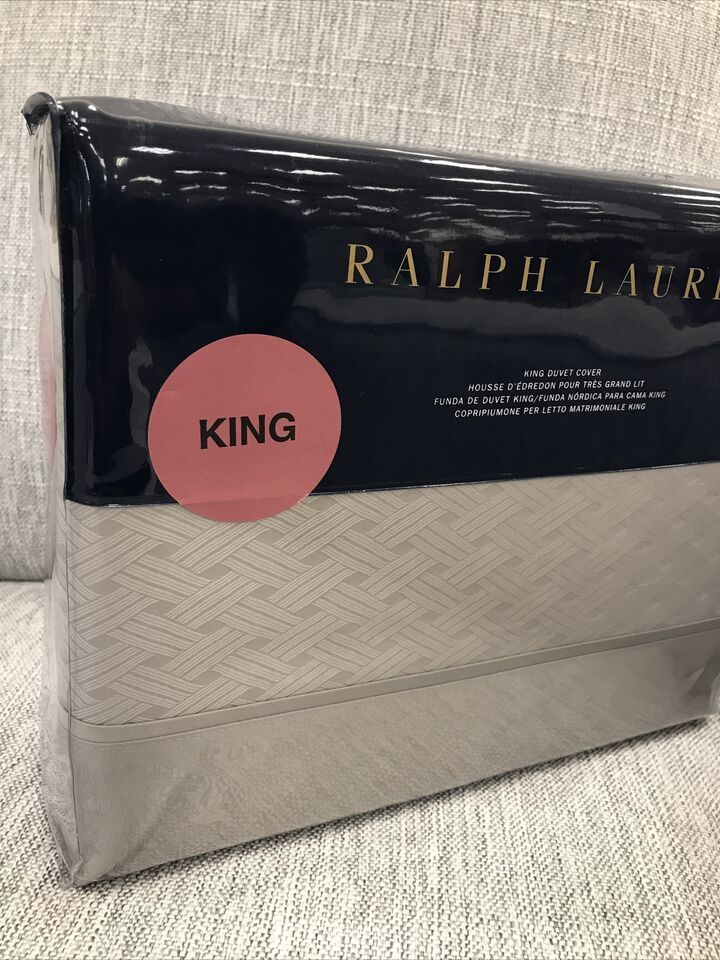 RALPH LAUR
KING DUVET COVER
HOUSSE D'ÉDREDON POUR TRÈS GRAND LIT
FUNDA DE DUVET KING/FUNDA NÓRDICA PARA CAMA KING
COPRIPIUMONE PER LETTO MATRIMONIALE KING
KING